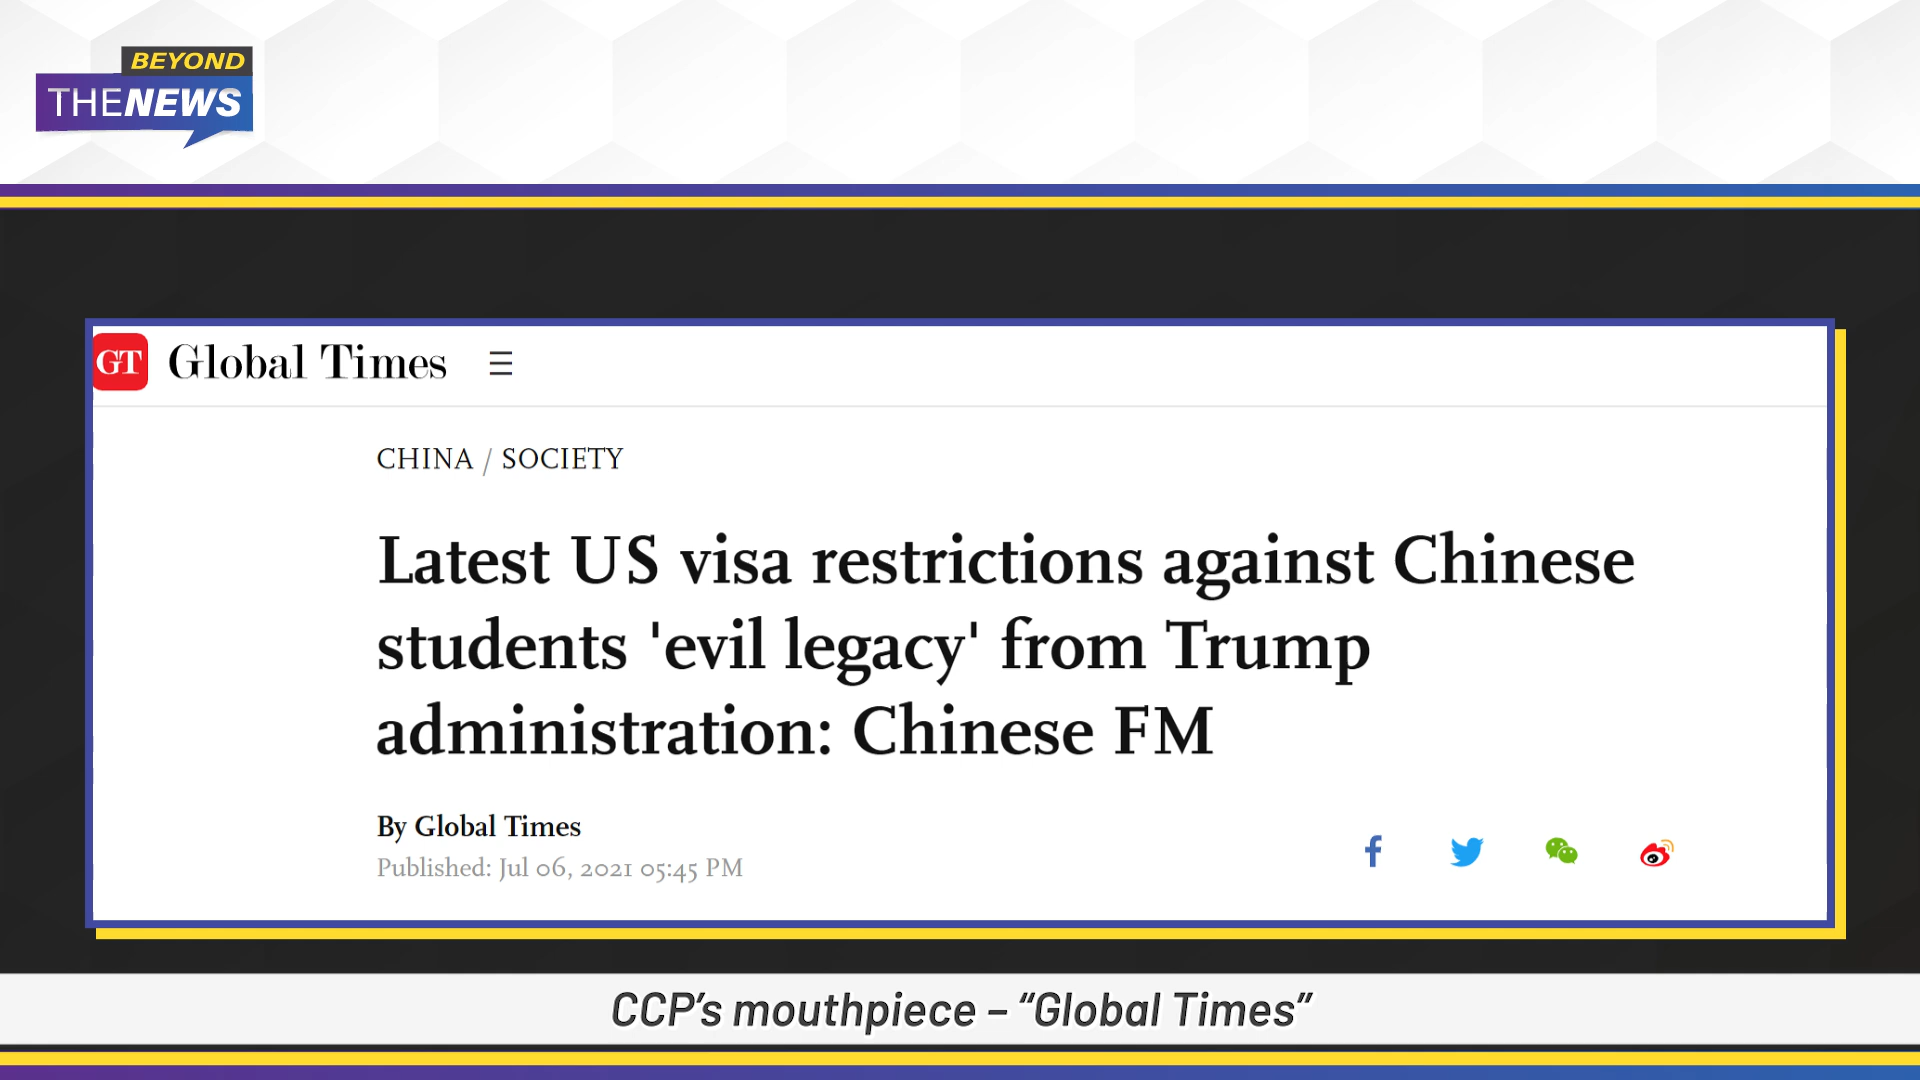 BEYOND
THENEWS
GT Global Times
CHINA / SOCIETY
Latest US visa restrictions against Chinese
students 'evil legacy' from Trump
administration: Chinese FM
By Global Times
Published: Jul 06, 2021 05:45 PM
CCP's mouthpiece – “Global Times”